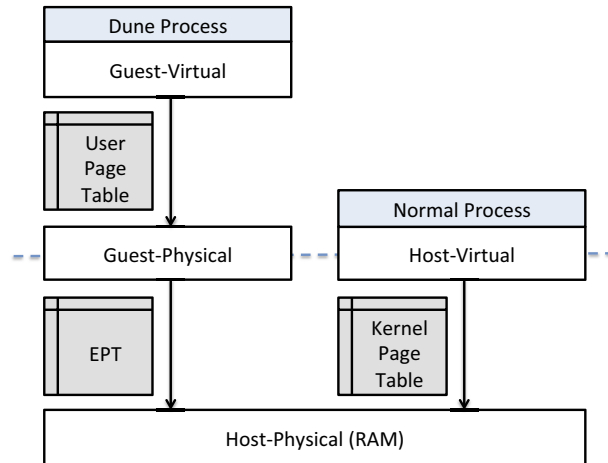 Dune Process
Guest-Virtual
User
Page
Table
Normal Process
Guest-Physical
Host-Virtual
EPT
Kernel
Page
Table
Host-Physical (RAM)